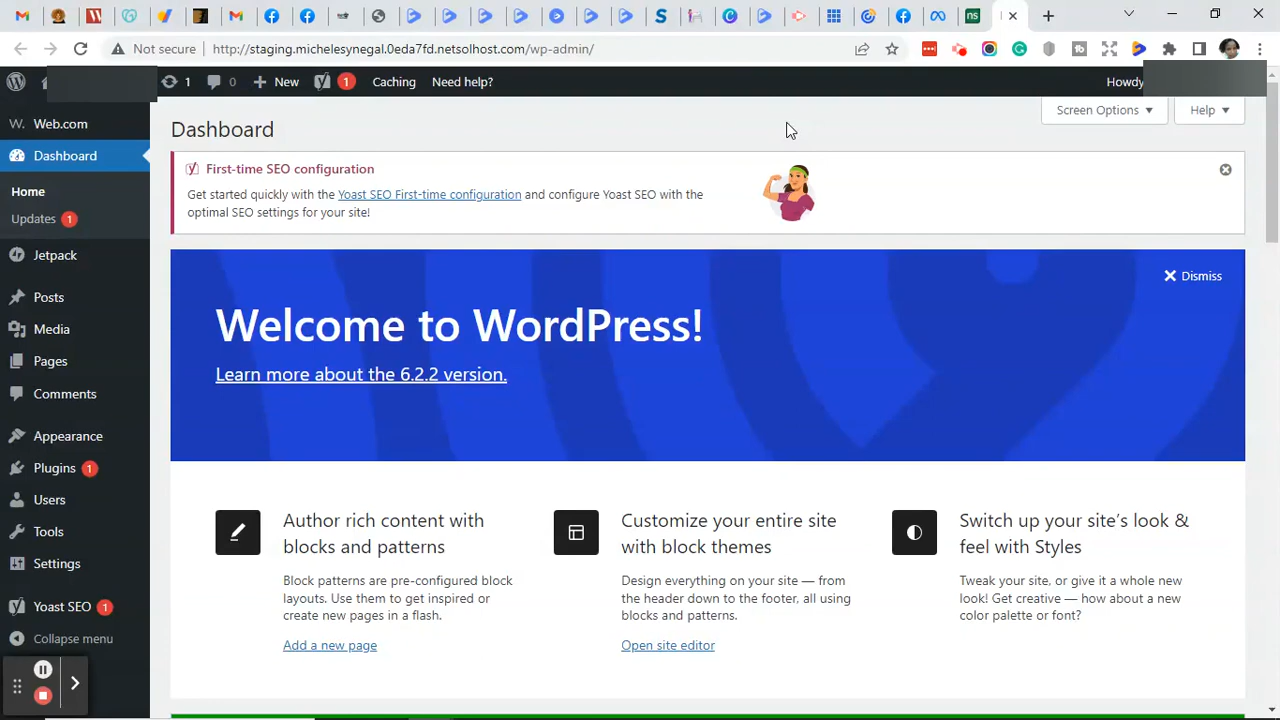 Not secure
http://staging.michelesynegal.0eda7fd.netsolhost.com/wp-admin/
1
0
New
1
Caching
Need help?
Howdy
Web.com
Dashboard
Home
Updates 1
Jetpack
Posts
Media
Pages
Comments
Appearance
Plugins 1
Users
Tools
Settings
Yoast SEO 1
Collapse menu
Screen Options
Help
Dashboard
First-time SEO configuration
Get started quickly with the Yoast SEO First-time configuration and configure Yoast SEO with the
optimal SEO settings for your site!
Dismiss
Welcome to WordPress!
Learn more about the 6.2.2 version.
Author rich content with
blocks and patterns
Block patterns are pre-configured block
layouts. Use them to get inspired or
create new pages in a flash.
Add a new page
Customize your entire site
with block themes
Design everything on your site — from
the header down to the footer, all using
blocks and patterns.
Open site editor
Switch up your site's look &
feel with Styles
Tweak your site, or give it a whole new
look! Get creative — how about a new
color palette or font?